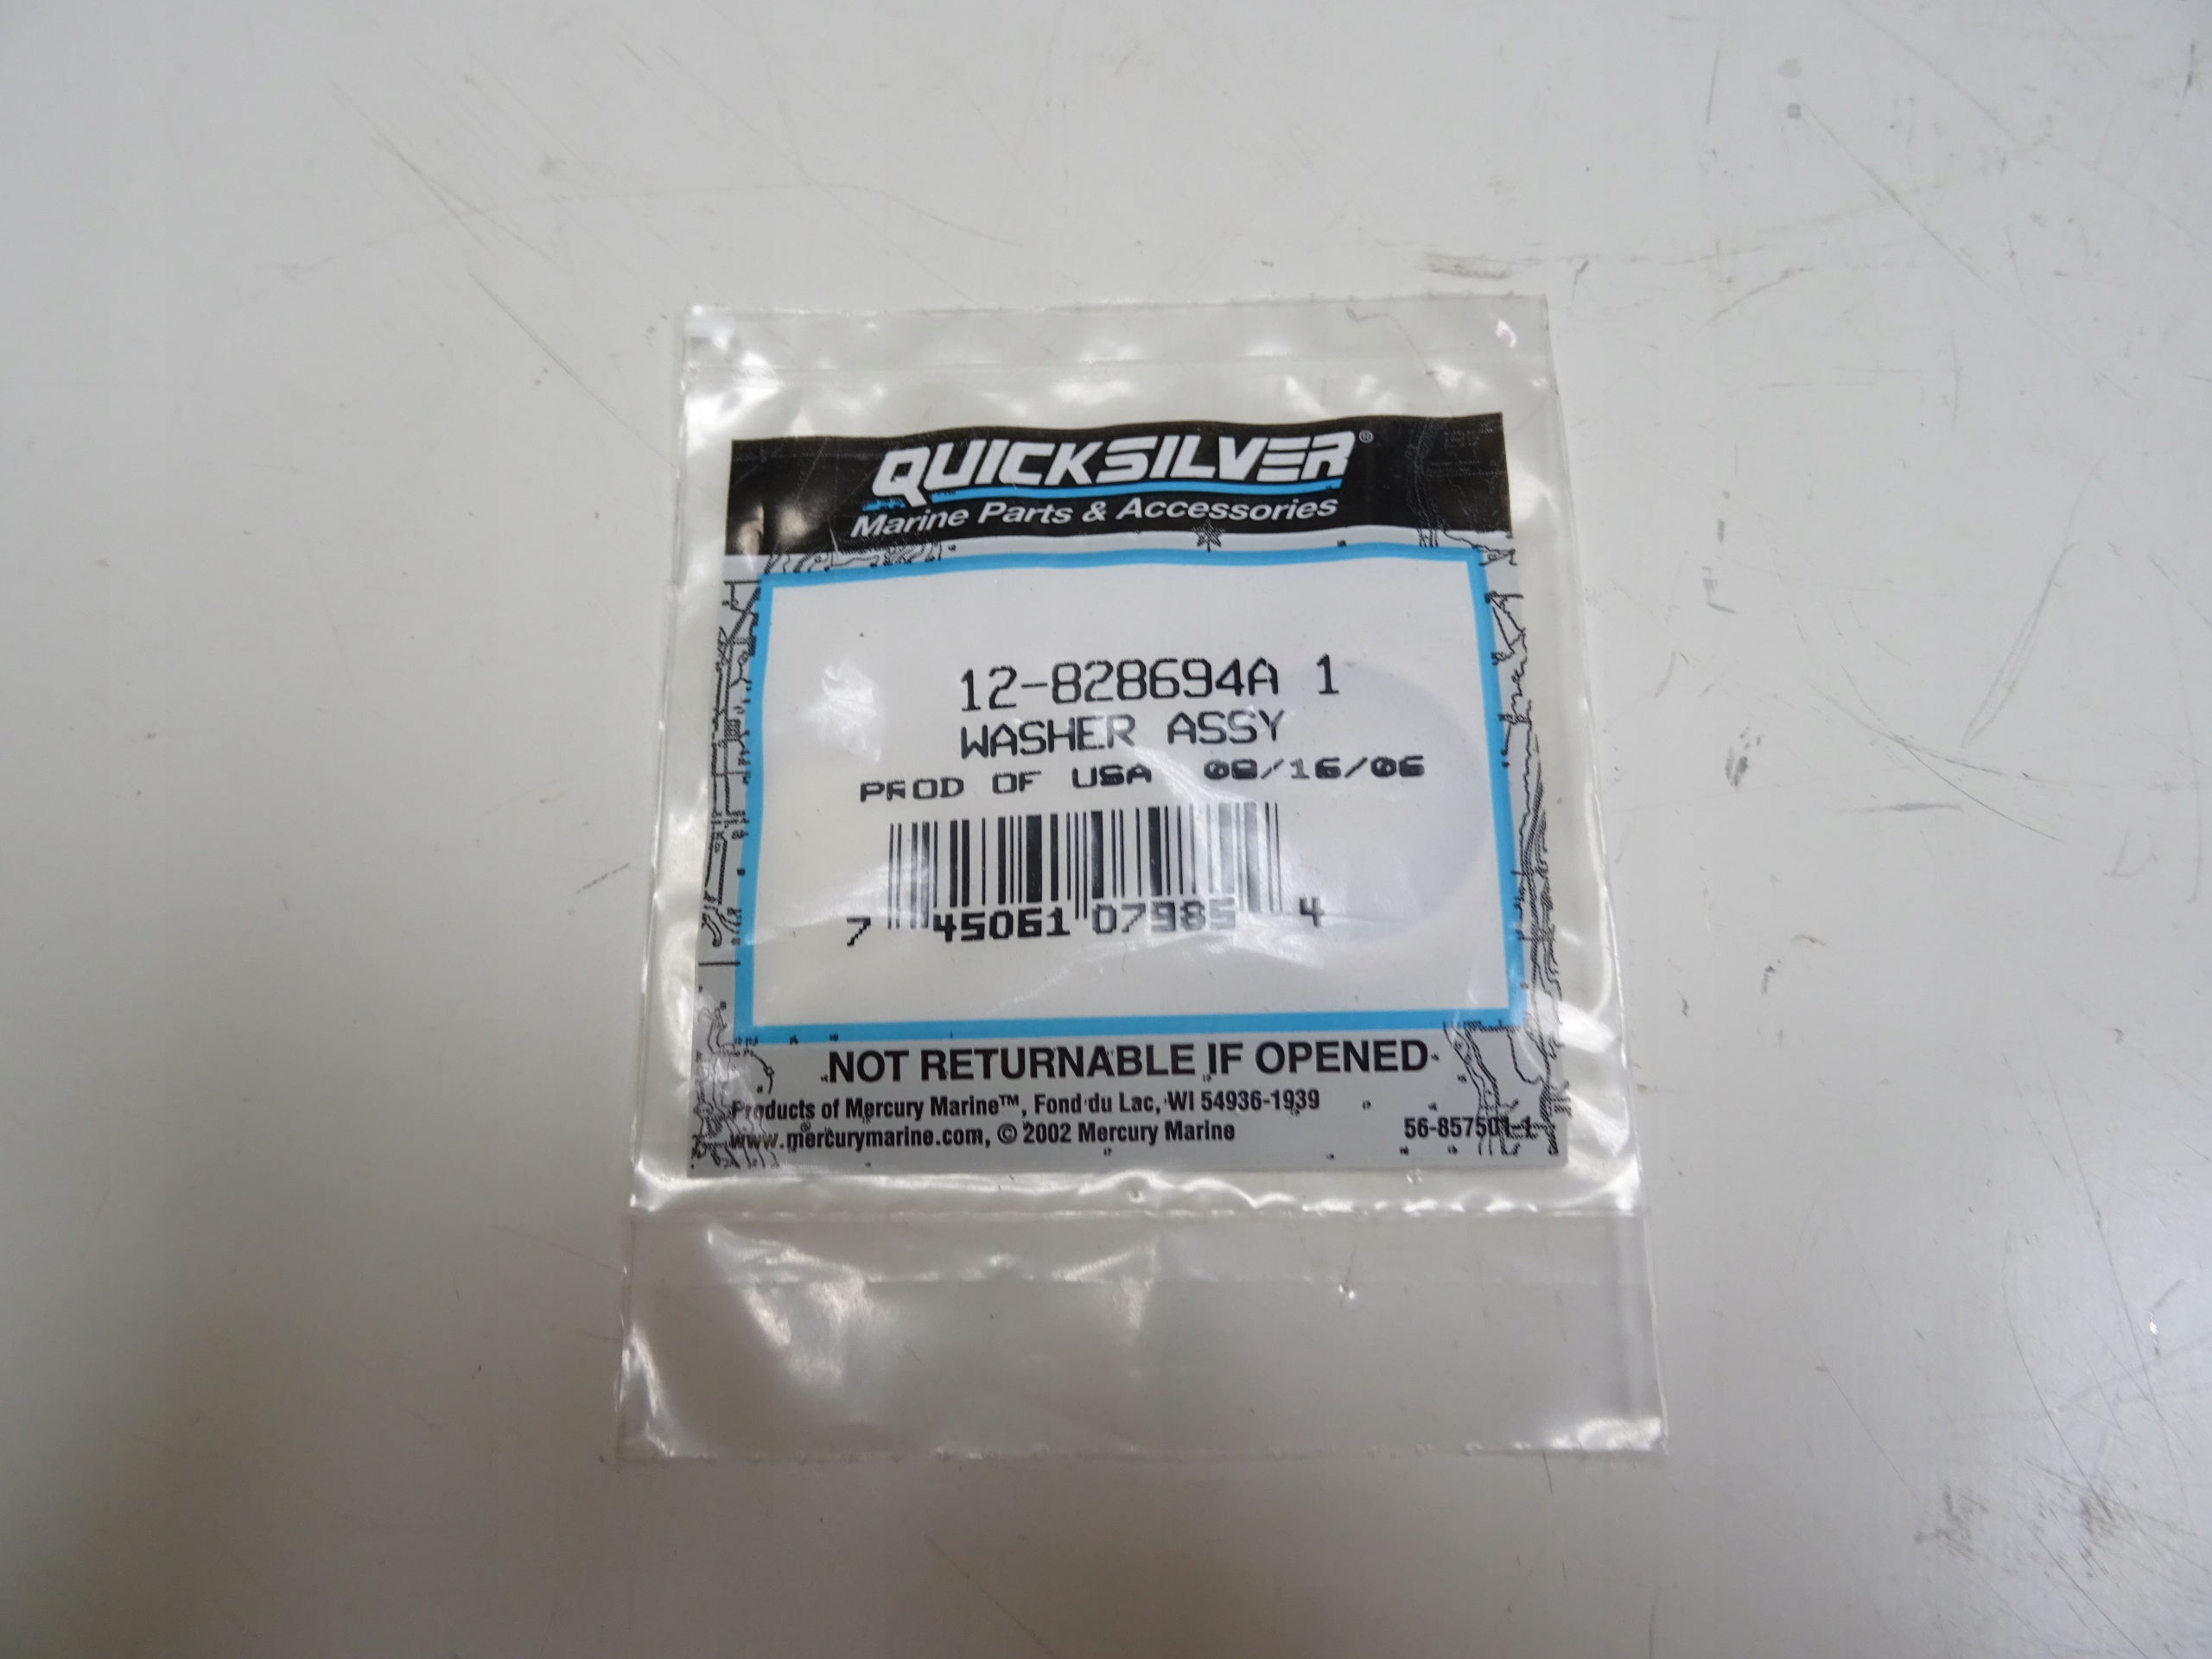 QUICKSILVER®
Marine Parts & Accessories
12-828694A 1
WASHER ASSY
PROD OF USA 08/16/06
7 45061 07985 4
NOT RETURNABLE IF OPENED
Products of Mercury Marine™, Fond du Lac, WI 54936-1939
www.mercurymarine.com, © 2002 Mercury Marine
56-857501-1